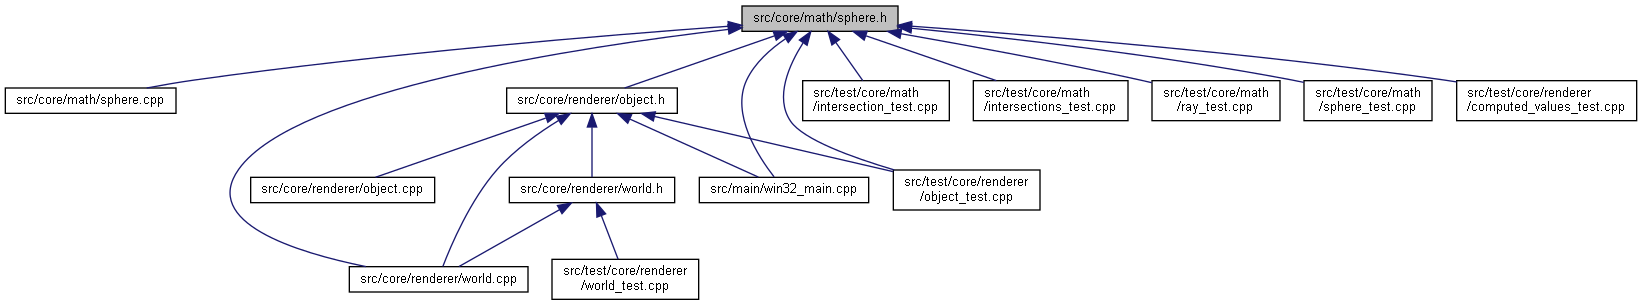 src/core/math/sphere.h
src/core/math/sphere.cpp
src/core/renderer/object.h
src/test/core/math
/intersection_test.cpp
src/test/core/math
/intersections_test.cpp
src/test/core/math
/ray_test.cpp
src/test/core/math
/sphere_test.cpp
src/test/core/renderer
/computed_values_test.cpp
src/core/renderer/object.cpp
src/core/renderer/world.h
src/main/win32_main.cpp
src/test/core/renderer
/object_test.cpp
src/core/renderer/world.cpp
src/test/core/renderer
/world_test.cpp